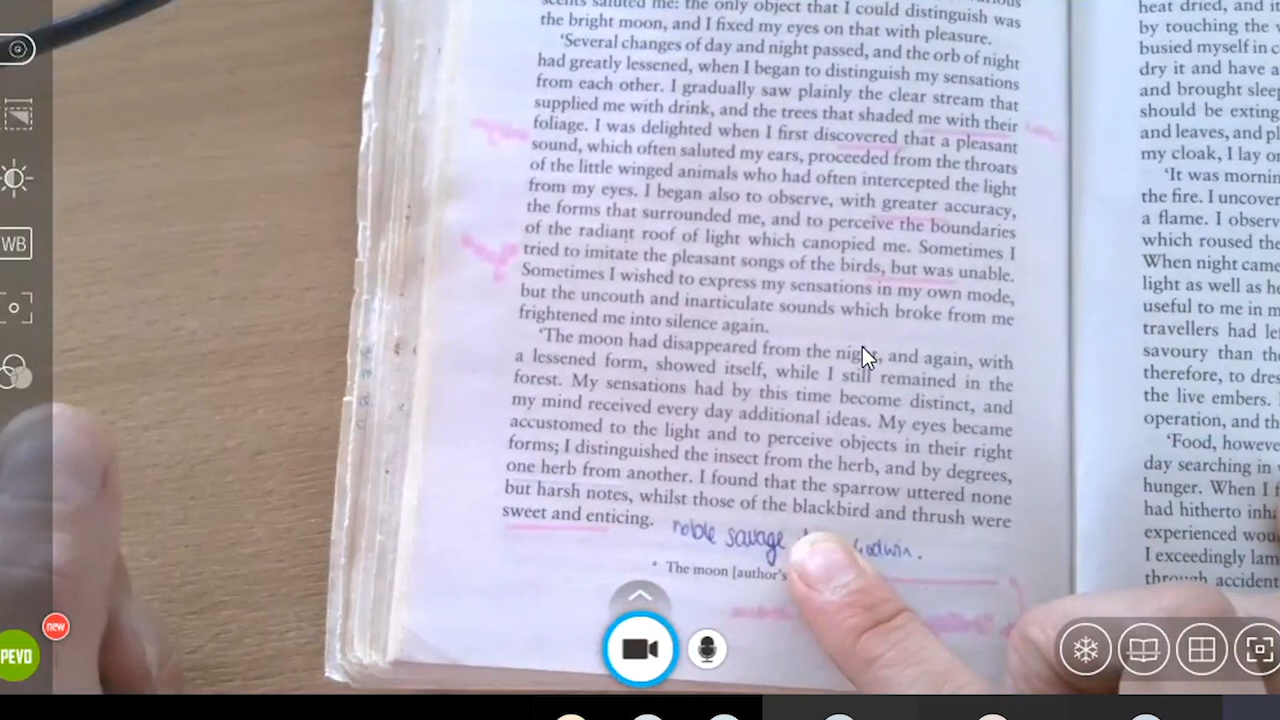 scents saluted me: the only object that I could distinguish was
the bright moon, and I fixed my eyes on that with pleasure.
'Several changes of day and night passed, and the orb of night
had greatly lessened, when I began to distinguish my sensations
from each other. I gradually saw plainly the clear stream that
supplied me with drink, and the trees that shaded me with their
foliage. I was delighted when I first discovered that a pleasant
sound, which often saluted my ears, proceeded from the throats
of the little winged animals who had often intercepted the light
from my eyes. I began also to observe, with greater accuracy,
the forms that surrounded me, and to perceive the boundaries
of the radiant roof of light which canopied me. Sometimes I
tried to imitate the pleasant songs of the birds, but was unable.
Sometimes I wished to express my sensations in my own mode,
but the uncouth and inarticulate sounds which broke from me
frightened me into silence again.
'The moon had disappeared from the night, and again, with
a lessened form, showed itself, while I still remained in the
forest. My sensations had by this time become distinct, and
my mind received every day additional ideas. My eyes became
accustomed to the light and to perceive objects in their right
forms; I distinguished the insect from the herb, and by degrees,
one herb from another. I found that the sparrow uttered none
but harsh notes, whilst those of the blackbird and thrush were
sweet and enticing.
noble savage Godwin.
* The moon [author's
heat dried, and it
by touching the
busied myself in c
dry it and have a
and brought sleep
should be exting
and leaves, and p
my cloak, I lay o
'It was mornin
the fire. I uncover
a flame. I observ
which roused the
When night came
light as well as he
useful to me in m
travellers had lef
savoury than th
therefore, to dres
the live embers.
operation, and th
'Food, howeve
day searching in
hunger. When I
had hitherto inha
experienced wou
I exceedingly lam
through accident
WB
new
PEVO